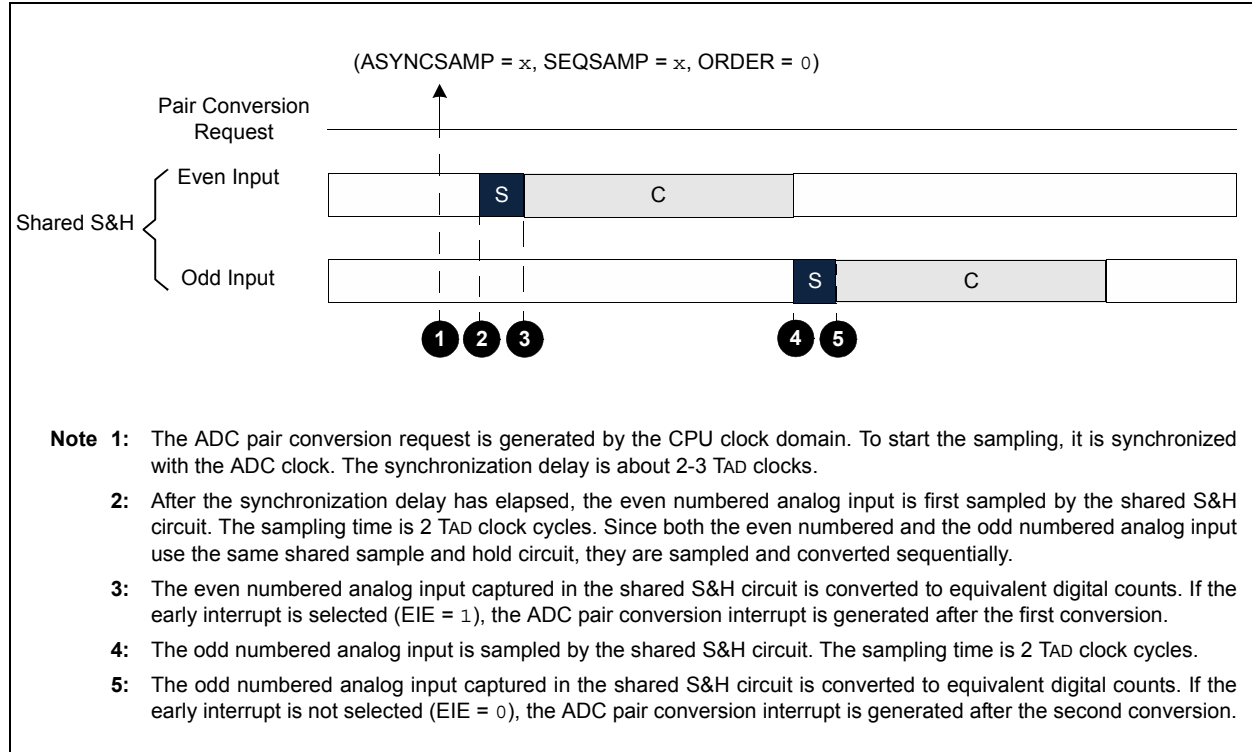 (ASYNCSAMP = x, SEQSAMP = x, ORDER = 0)
Pair Conversion
Request
Even Input
S
C
Shared S&H
Odd Input
S
C
1 2 3 4 5
Note 1: The ADC pair conversion request is generated by the CPU clock domain. To start the sampling, it is synchronized
with the ADC clock. The synchronization delay is about 2-3 TAD clocks.
2: After the synchronization delay has elapsed, the even numbered analog input is first sampled by the shared S&H
circuit. The sampling time is 2 TAD clock cycles. Since both the even numbered and the odd numbered analog input
use the same shared sample and hold circuit, they are sampled and converted sequentially.
3: The even numbered analog input captured in the shared S&H circuit is converted to equivalent digital counts. If the
early interrupt is selected (EIE = 1), the ADC pair conversion interrupt is generated after the first conversion.
4: The odd numbered analog input is sampled by the shared S&H circuit. The sampling time is 2 TAD clock cycles.
5: The odd numbered analog input captured in the shared S&H circuit is converted to equivalent digital counts. If the
early interrupt is not selected (EIE = 0), the ADC pair conversion interrupt is generated after the second conversion.